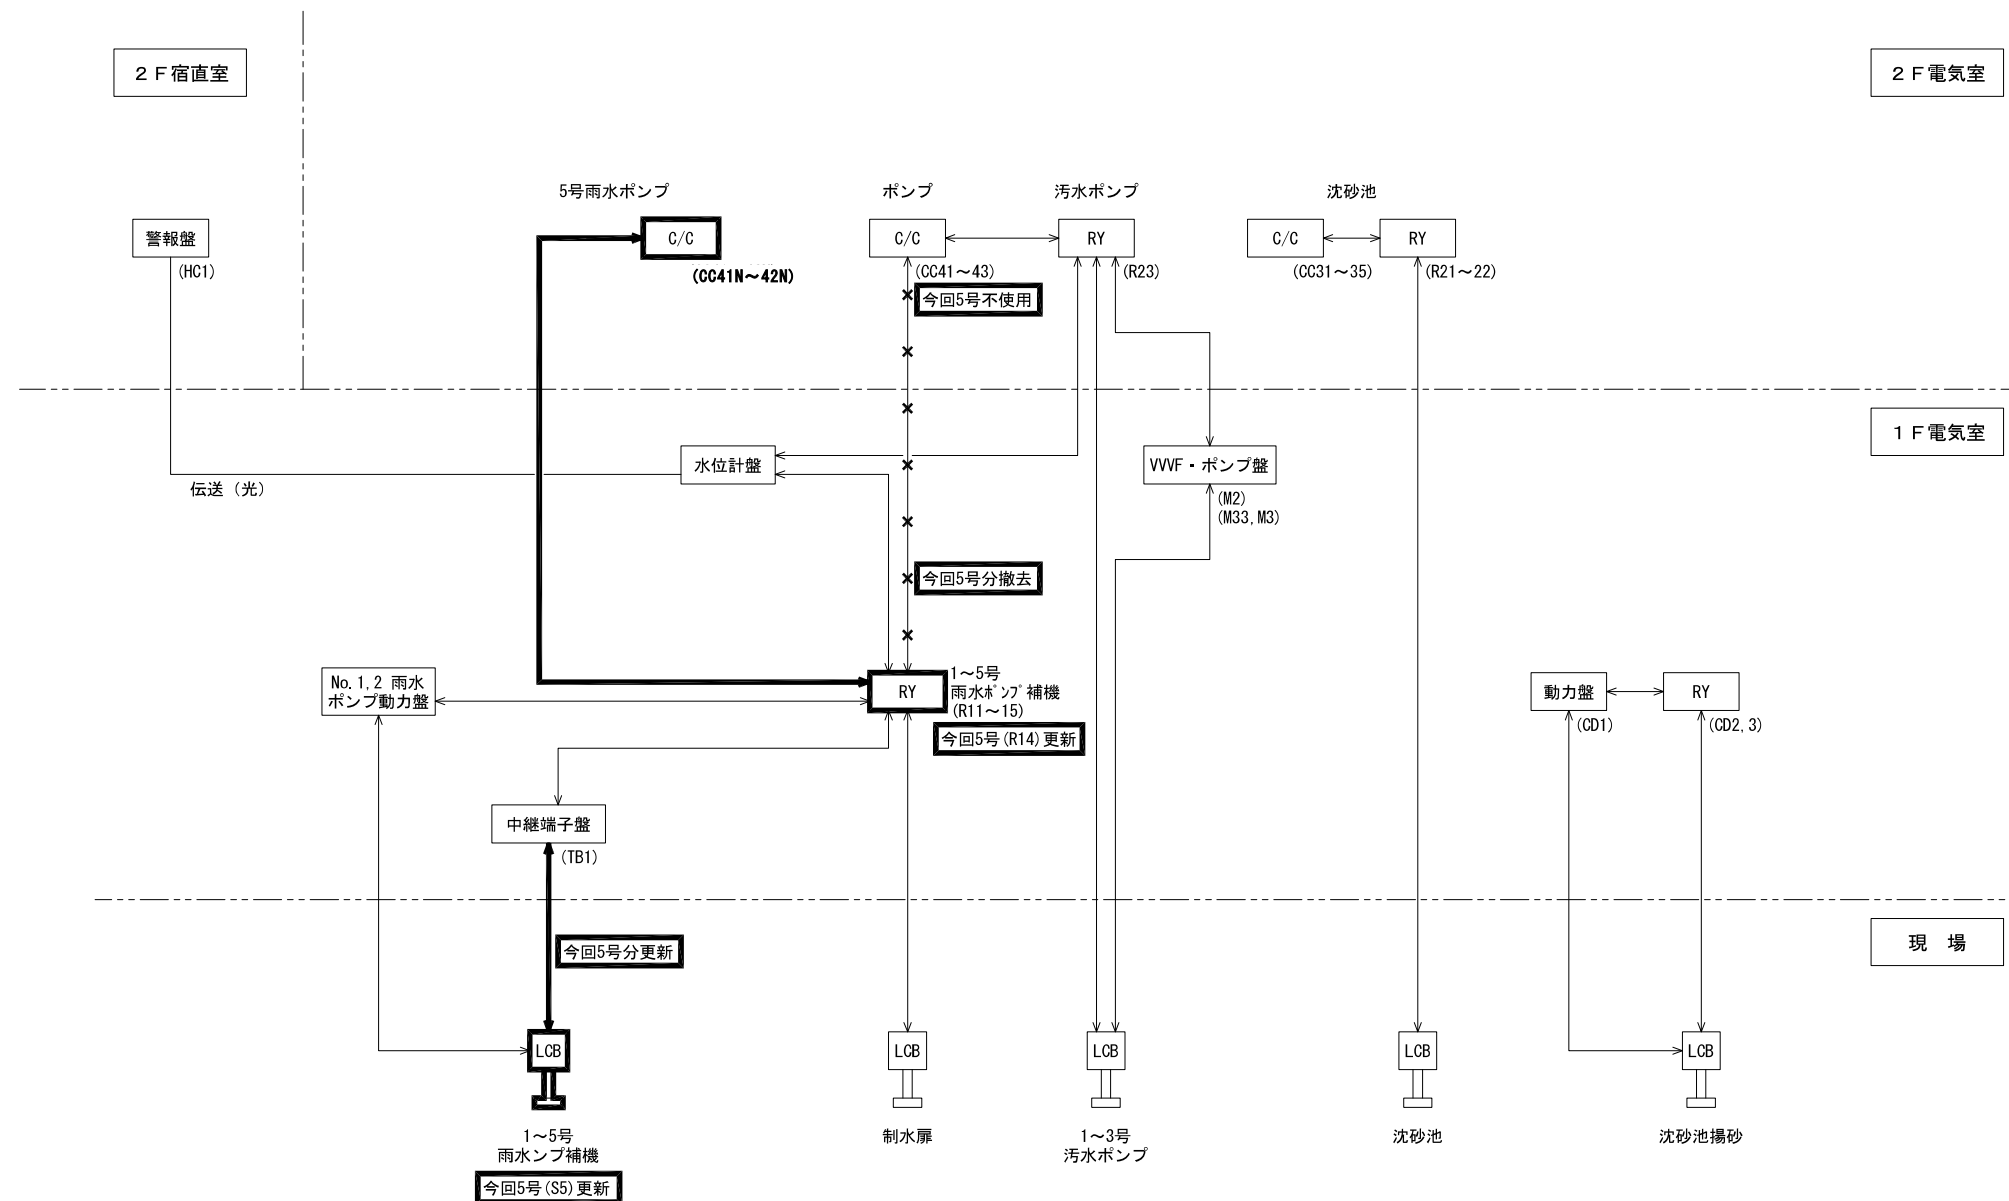 ２Ｆ宿直室
２Ｆ電気室
5号雨水ポンプ
ポンプ
汚水ポンプ
沈砂池
警報盤
(HC1)
C/C
(CC41N～42N)
C/C
(CC41～43)
RY
(R23)
C/C
(CC31～35)
RY
(R21～22)
今回5号不使用
１Ｆ電気室
水位計盤
VVVF・ポンプ盤
(M2)
(M33,M3)
伝送（光）
今回5号分撤去
No.1,2 雨水
ポンプ動力盤
RY
1～5号
雨水ﾎﾟﾝﾌﾟ補機
(R11～15)
今回5号(R14)更新
動力盤
(CD1)
RY
(CD2,3)
中継端子盤
(TB1)
現　場
今回5号分更新
LCB
LCB
LCB
LCB
LCB
1～5号
雨水ンプ補機
今回5号(S5)更新
制水扉
1～3号
汚水ポンプ
沈砂池
沈砂池揚砂